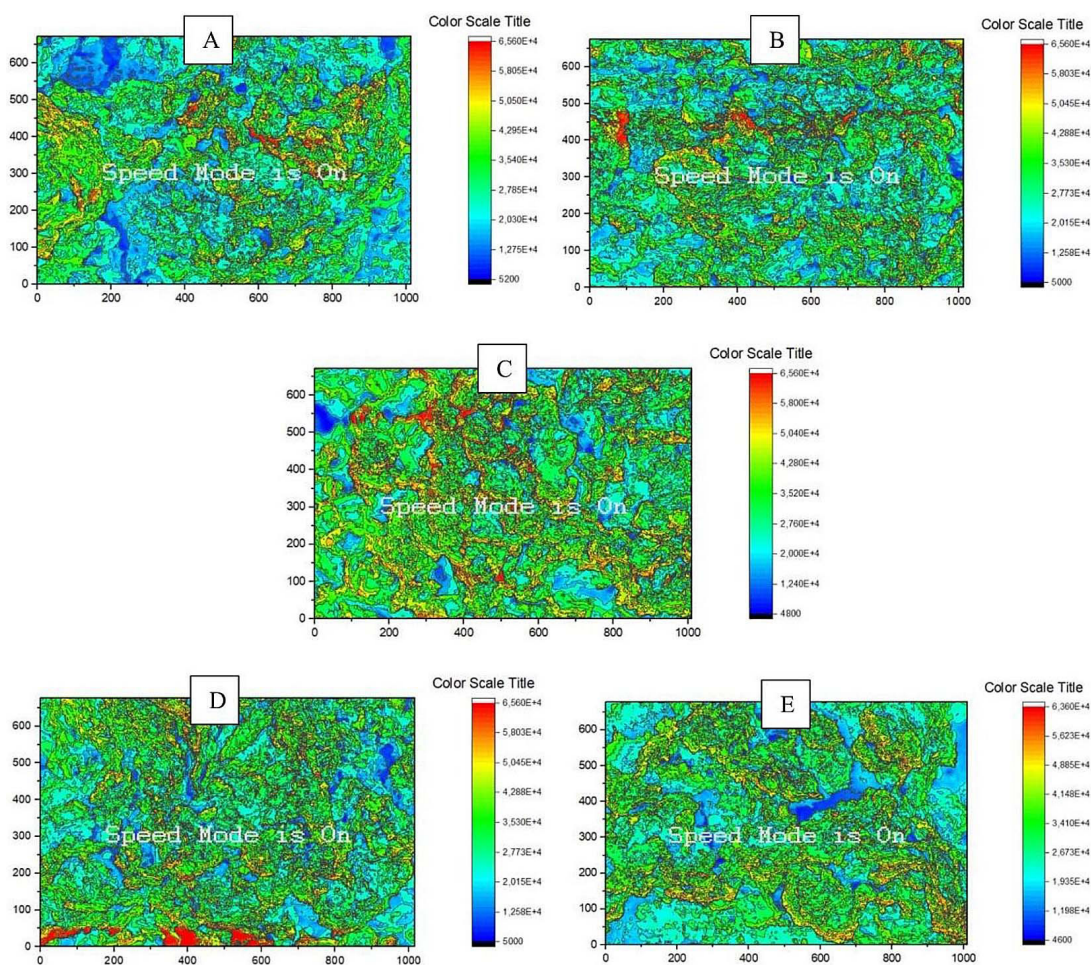 A
Color Scale Title
6,560E+4
5,805E+4
5,050E+4
4,295E+4
3,540E+4
2,785E+4
2,030E+4
1,275E+4
5200
600
500
400
300
200
100
0
Speed Mode is On
0 200 400 600 800 1000
B
Color Scale Title
6,560E+4
5,803E+4
5,045E+4
4,288E+4
3,530E+4
2,773E+4
2,015E+4
1,258E+4
5000
600
500
400
300
200
100
0
Speed Mode is On
0 200 400 600 800 1000
C
Color Scale Title
6,560E+4
5,800E+4
5,040E+4
4,280E+4
3,520E+4
2,760E+4
2,000E+4
1,240E+4
4800
600
500
400
300
200
100
0
Speed Mode is On
0 200 400 600 800 1000
D
Color Scale Title
6,560E+4
5,803E+4
5,045E+4
4,288E+4
3,530E+4
2,773E+4
2,015E+4
1,258E+4
5000
600
500
400
300
200
100
0
Speed Mode is On
0 200 400 600 800 1000
E
Color Scale Title
6,360E+4
5,623E+4
4,885E+4
4,148E+4
3,410E+4
2,673E+4
1,935E+4
1,198E+4
4600
600
500
400
300
200
100
0
Speed Mode is On
0 200 400 600 800 1000